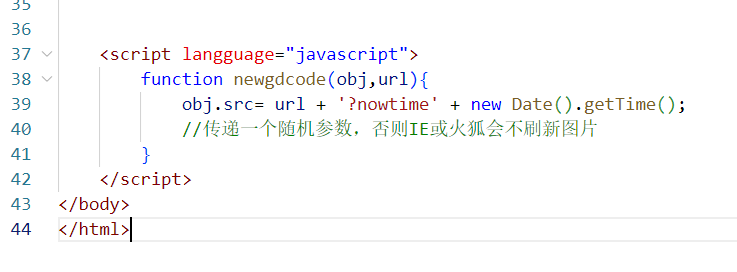 35
36
37 <script langguage="javascript">
38 function newgdcode(obj,url){
39 obj.src= url + '?nowtime' + new Date().getTime();
40 //传递一个随机参数，否则IE或火狐会不刷新图片
41 }
42 </script>
43 </body>
44 </html>